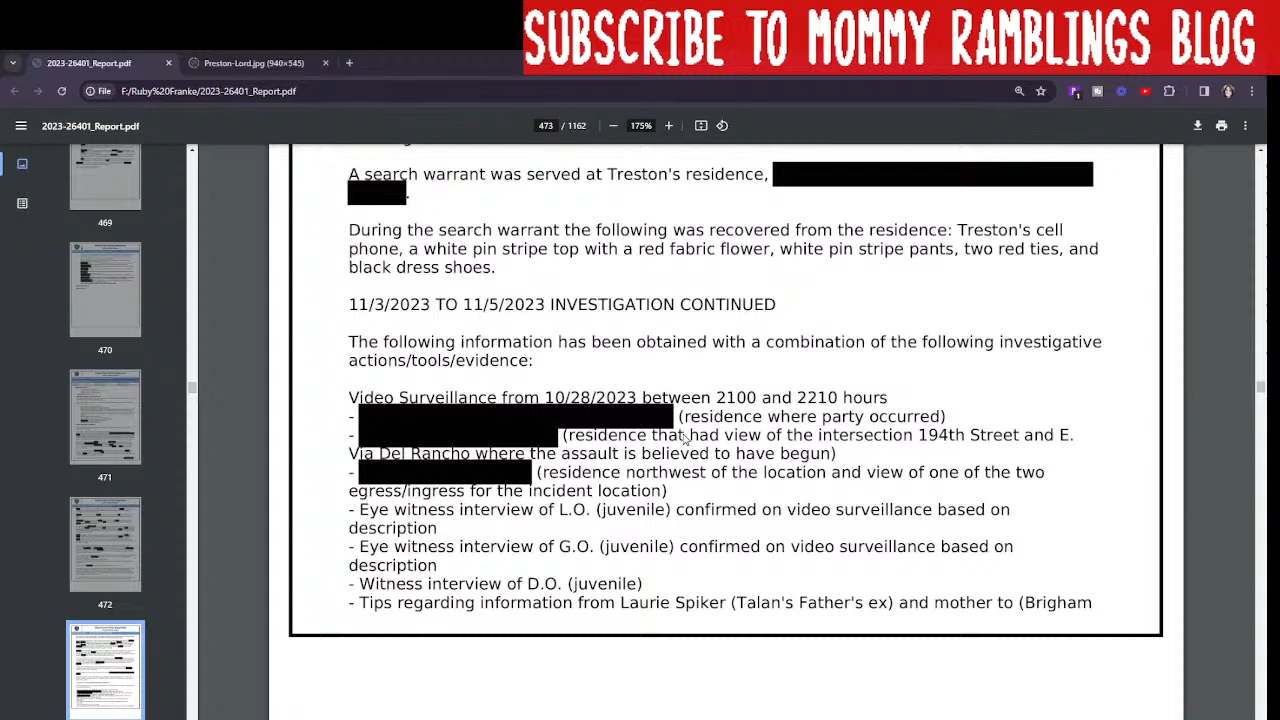 SUBSCRIBE TO MOMMY RAMBLINGS BLOG
2023-26401_Report.pdf
Preston-Lord.jpg (940×545)
File
F:/Ruby%20Franke/2023-26401_Report.pdf
2023-26401_Report.pdf
473 / 1162
175%
469
470
471
472
A search warrant was served at Treston's residence,
.
During the search warrant the following was recovered from the residence: Treston's cell
phone, a white pin stripe top with a red fabric flower, white pin stripe pants, two red ties, and
black dress shoes.
11/3/2023 TO 11/5/2023 INVESTIGATION CONTINUED
The following information has been obtained with a combination of the following investigative
actions/tools/evidence:
Video Surveillance from 10/28/2023 between 2100 and 2210 hours
- (residence where party occurred)
- (residence that had view of the intersection 194th Street and E.
Via Del Rancho where the assault is believed to have begun)
- (residence northwest of the location and view of one of the two
egress/ingress for the incident location)
- Eye witness interview of L.O. (juvenile) confirmed on video surveillance based on
description
- Eye witness interview of G.O. (juvenile) confirmed on video surveillance based on
description
- Witness interview of D.O. (juvenile)
- Tips regarding information from Laurie Spiker (Talan's Father's ex) and mother to (Brigham